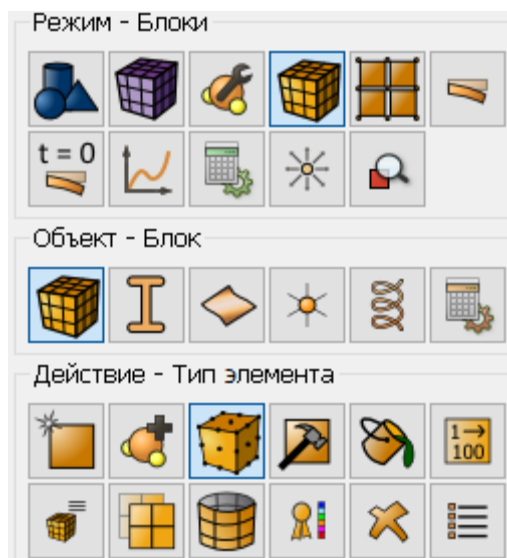 Режим - Блоки
t = 0
Объект - Блок
Действие - Тип элемента
1→
100